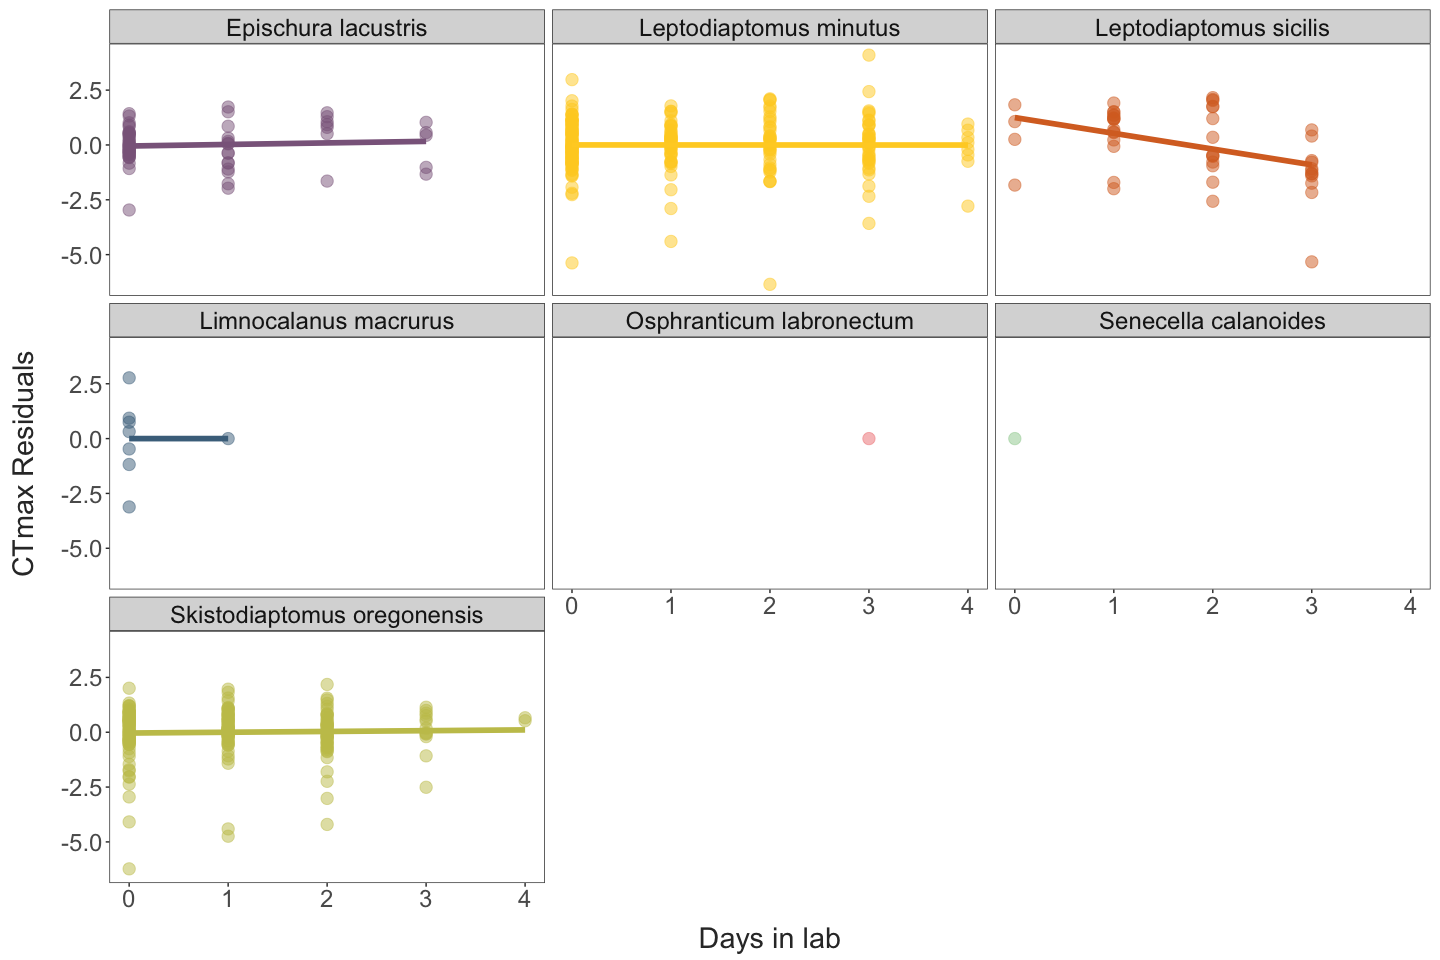 Epischura lacustris
Leptodiaptomus minutus
Leptodiaptomus sicilis
2.5
0.0
-2.5
-5.0
Limnocalanus macrurus
Osphranticum labronectum
Senecella calanoides
2.5
0.0
-2.5
-5.0
0 1 2 3 4
0 1 2 3 4
Skistodiaptomus oregonensis
2.5
0.0
-2.5
-5.0
0 1 2 3 4
CTmax Residuals
Days in lab